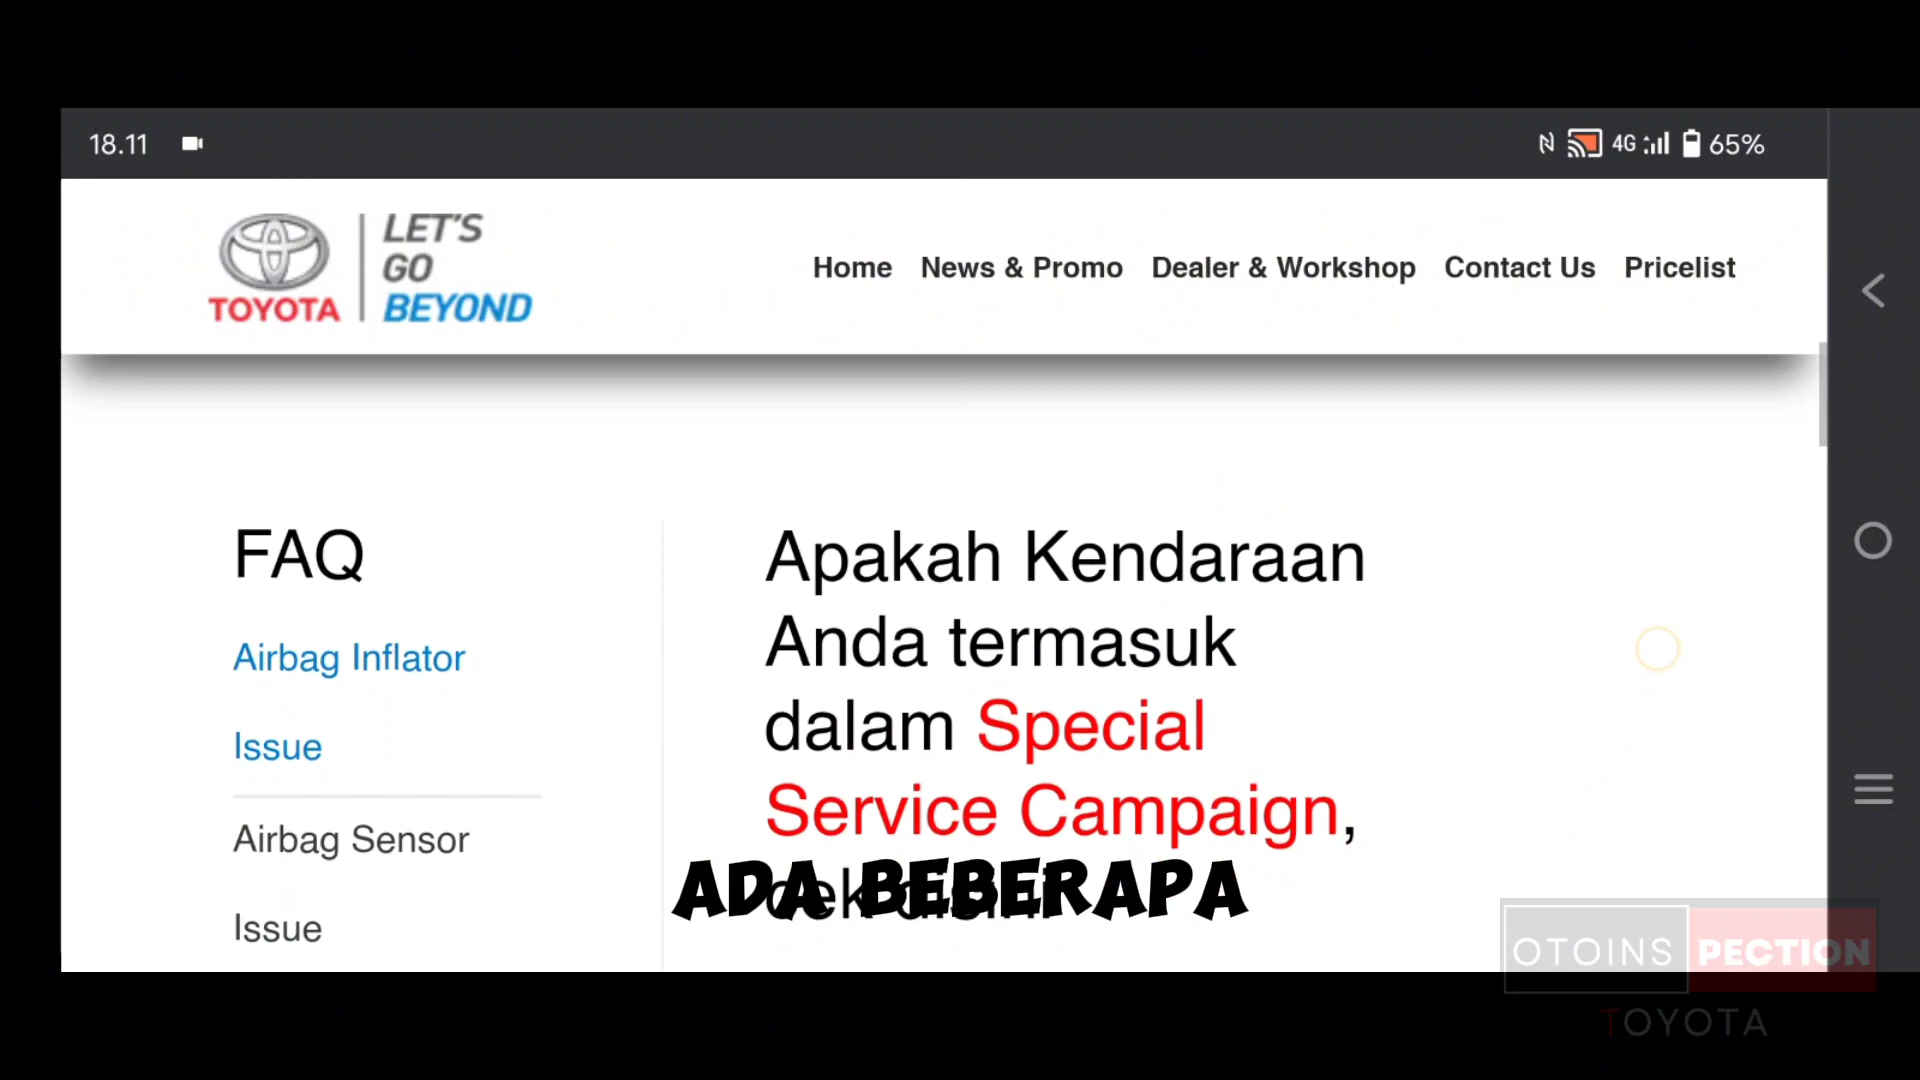 18.11
4G 65%
TOYOTA
LET'S
GO
BEYOND
Home News & Promo Dealer & Workshop Contact Us Pricelist
FAQ
Airbag Inflator
Issue
Airbag Sensor
Issue
Apakah Kendaraan
Anda termasuk
dalam Special
Service Campaign,
ADA BEBERAPA
OTOINSPECTION
TOYOTA